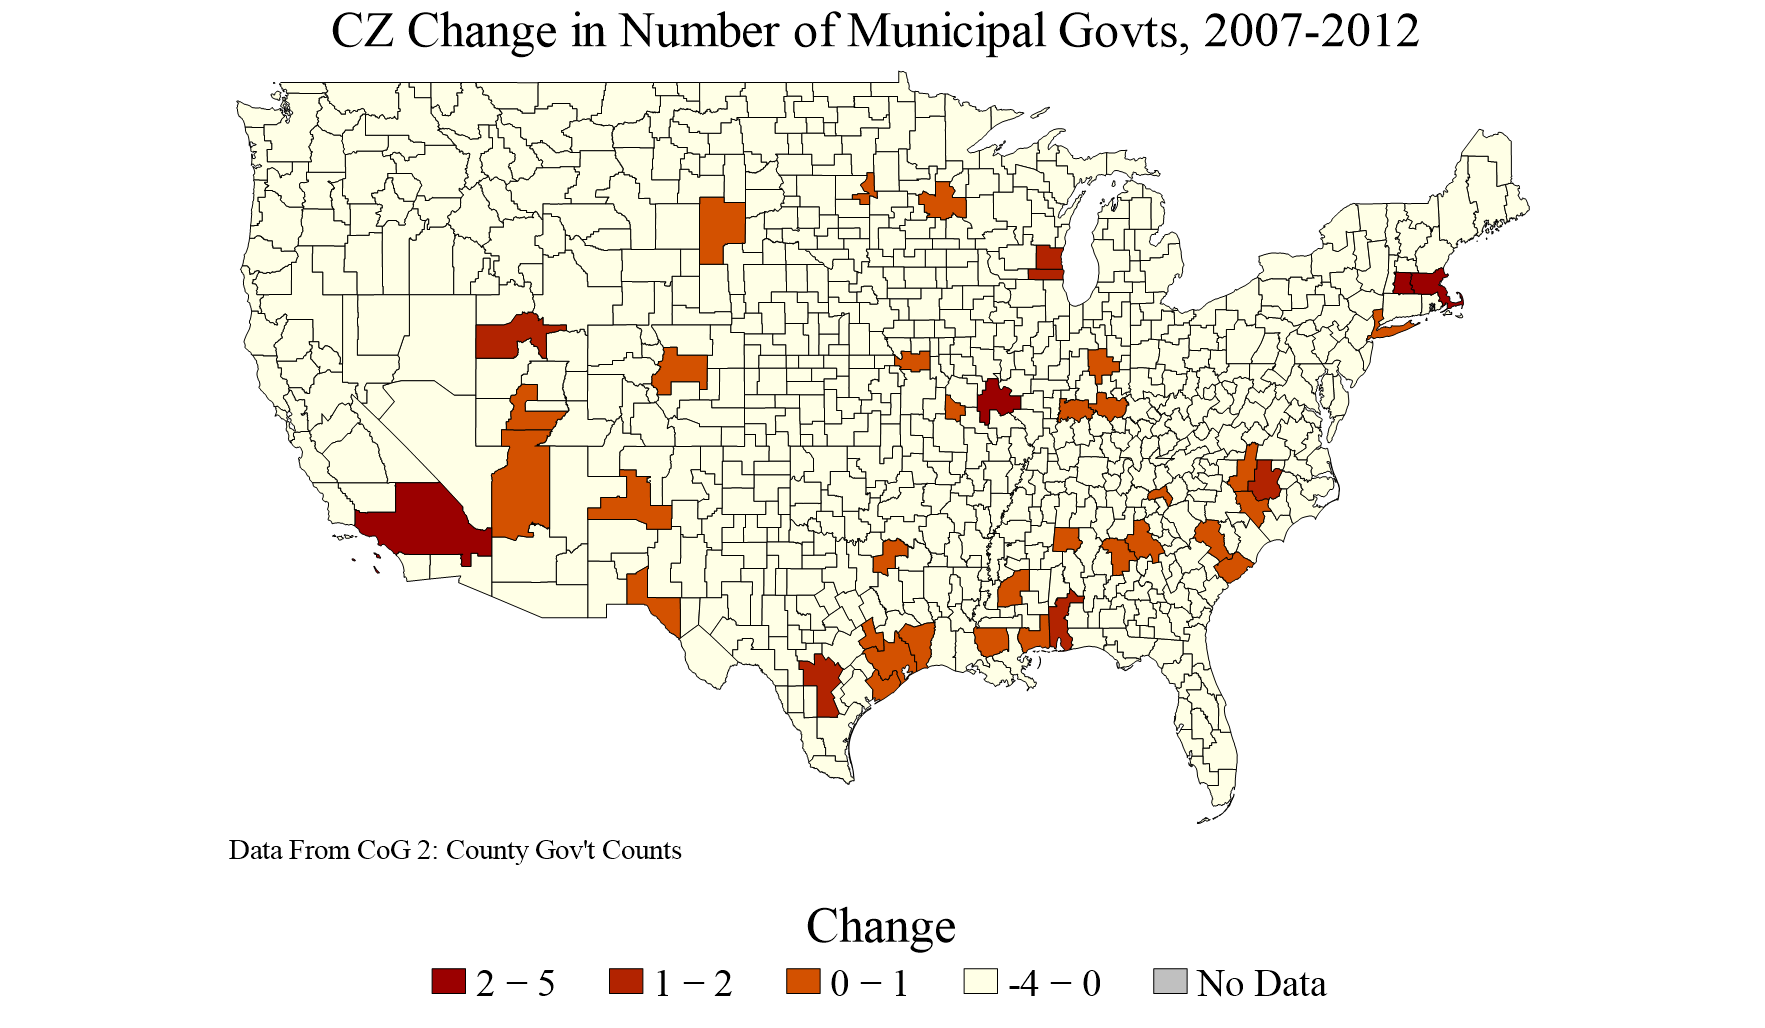 CZ Change in Number of Municipal Govts, 2007-2012
Data From CoG 2: County Gov't Counts
Change
2 − 5
1 − 2
0 − 1
-4 − 0
No Data